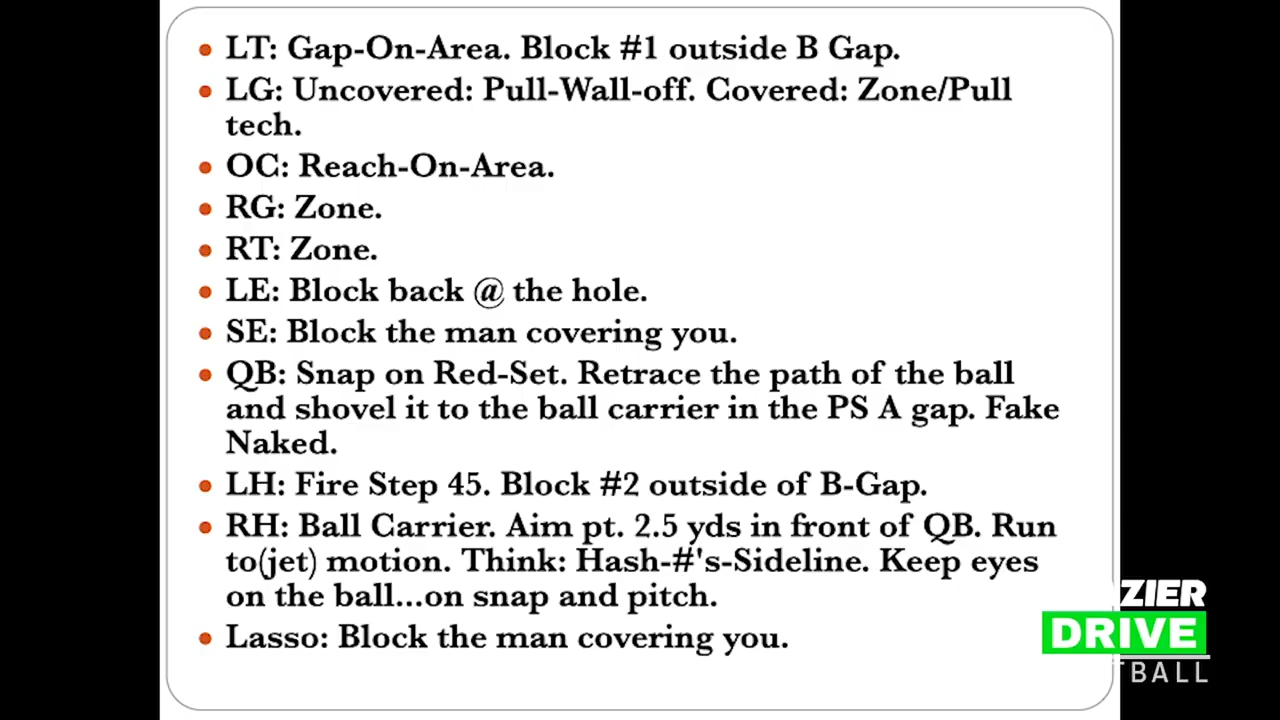 • LT: Gap-On-Area. Block #1 outside B Gap.
• LG: Uncovered: Pull-Wall-off. Covered: Zone/Pull
tech.
• OC: Reach-On-Area.
• RG: Zone.
• RT: Zone.
• LE: Block back @ the hole.
• SE: Block the man covering you.
• QB: Snap on Red-Set. Retrace the path of the ball
and shovel it to the ball carrier in the PS A gap. Fake
Naked.
• LH: Fire Step 45. Block #2 outside of B-Gap.
• RH: Ball Carrier. Aim pt. 2.5 yds in front of QB. Run
to(jet) motion. Think: Hash-#'s-Sideline. Keep eyes
on the ball...on snap and pitch.
• Lasso: Block the man covering you.
ZIER
DRIVE
TBALL